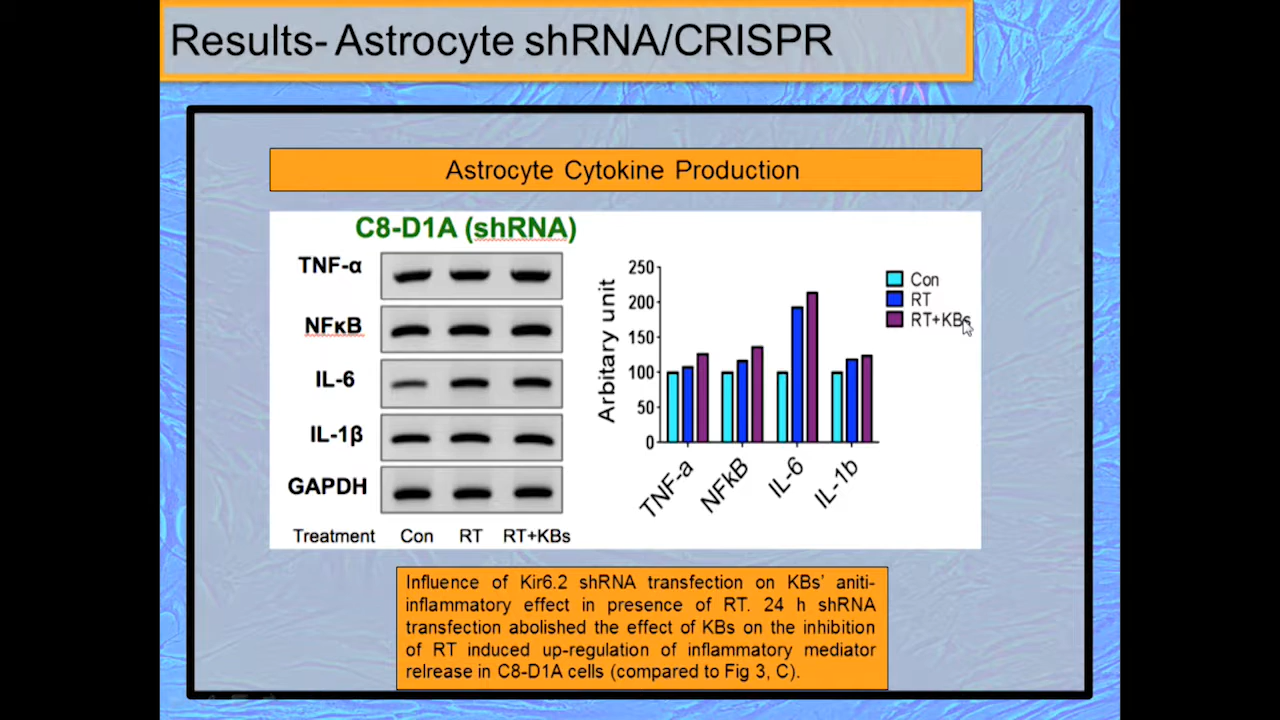 Results- Astrocyte shRNA/CRISPR
Astrocyte Cytokine Production
C8-D1A (shRNA)
TNF-α
NFκB
IL-6
IL-1β
GAPDH
Treatment Con RT RT+KBs
Arbitary unit
250
200
150
100
50
0
TNF-a
NFkB
IL-6
IL-1b
Con
RT
RT+KBs
Influence of Kir6.2 shRNA transfection on KBs’ aniti-
inflammatory effect in presence of RT. 24 h shRNA
transfection abolished the effect of KBs on the inhibition
of RT induced up-regulation of inflammatory mediator
relrease in C8-D1A cells (compared to Fig 3, C).